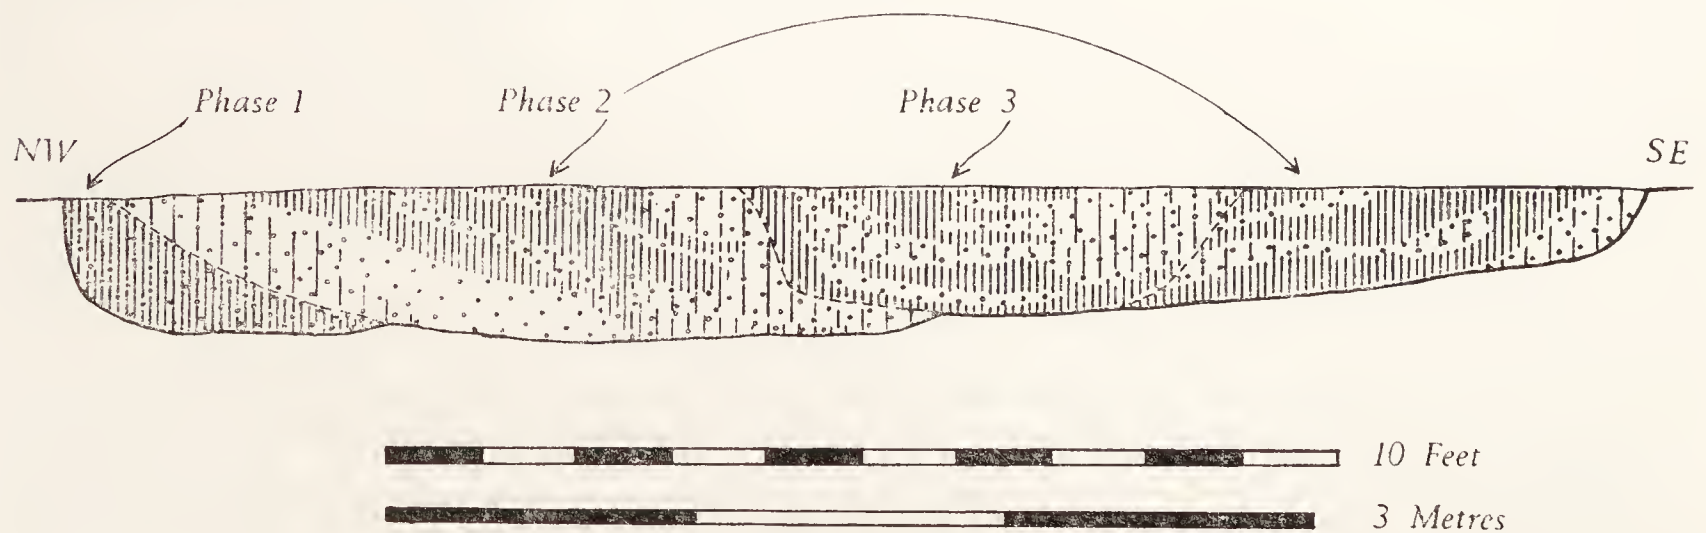 Phase 1 Phase 2 Phase 3
NW SE
10 Feet
3 Metres